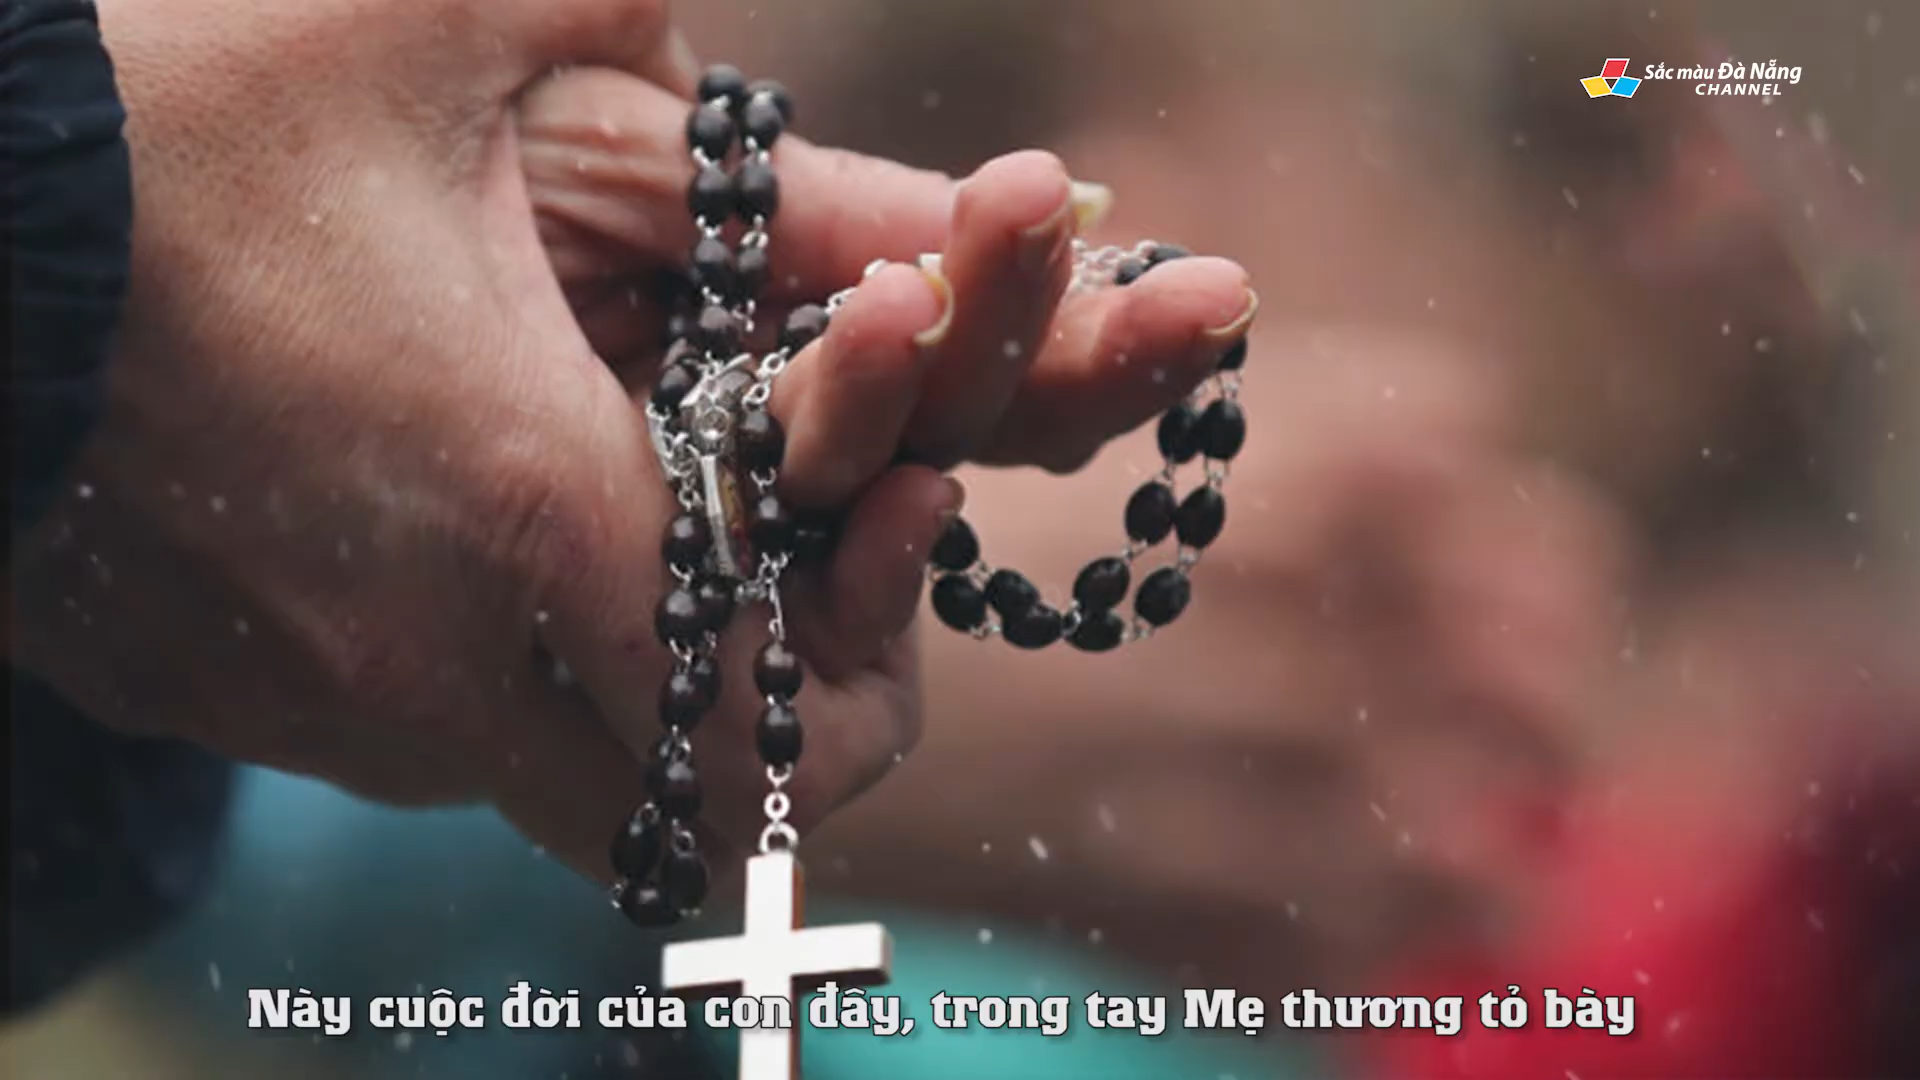 Sắc màu Đà Nẵng
CHANNEL
Này cuộc đời của con đây, trong tay Mẹ thương tỏ bày